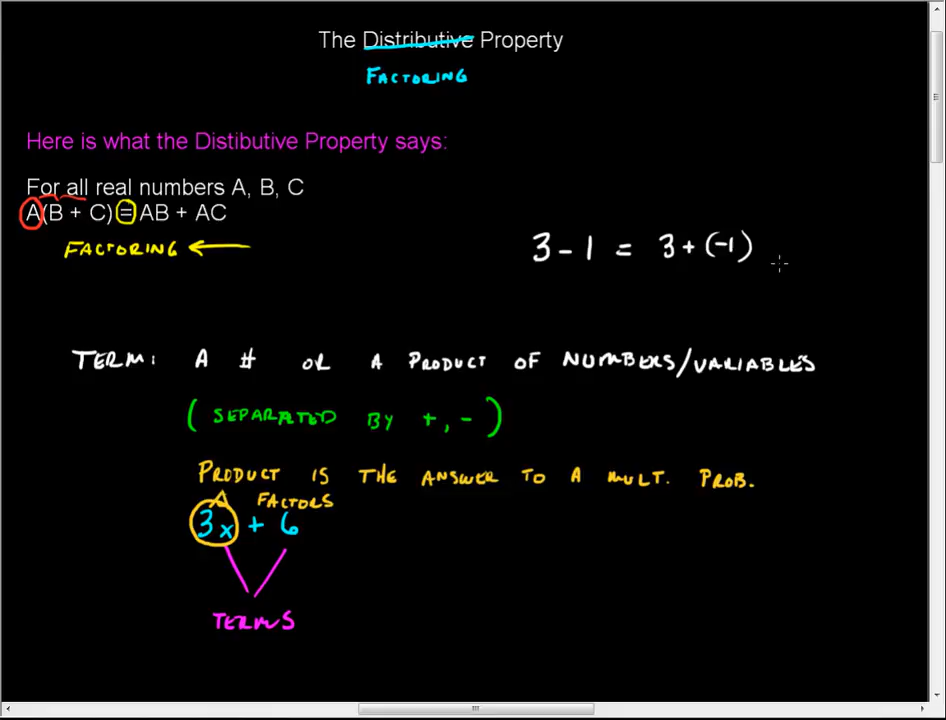 The Distributive Property
FACTORING
Here is what the Distibutive Property says:
For all real numbers A, B, C
A(B + C) = AB + AC
FACTORING ←
3 - 1 = 3 + (-1)
TERM: A # OR A PRODUCT OF NUMBERS/VARIABLES
(SEPARATED BY +, -)
PRODUCT IS THE ANSWER TO A MULT. PROB.
FACTORS
3x + 6
TERMS